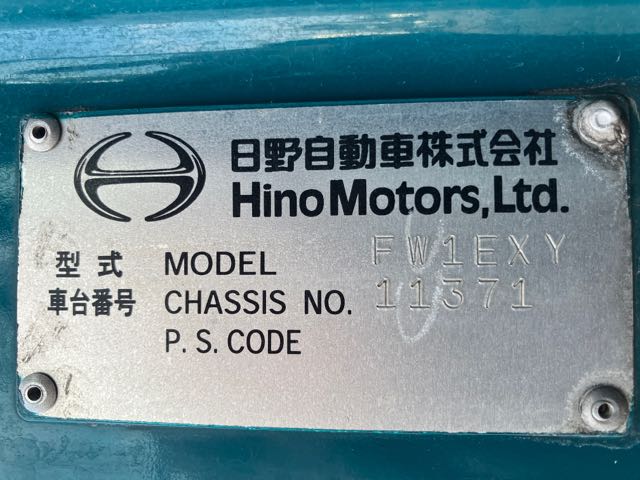 日野自動車株式会社
Hino Motors, Ltd.
型式 MODEL FW1EXY
車台番号 CHASSIS NO. 11371
P. S. CODE